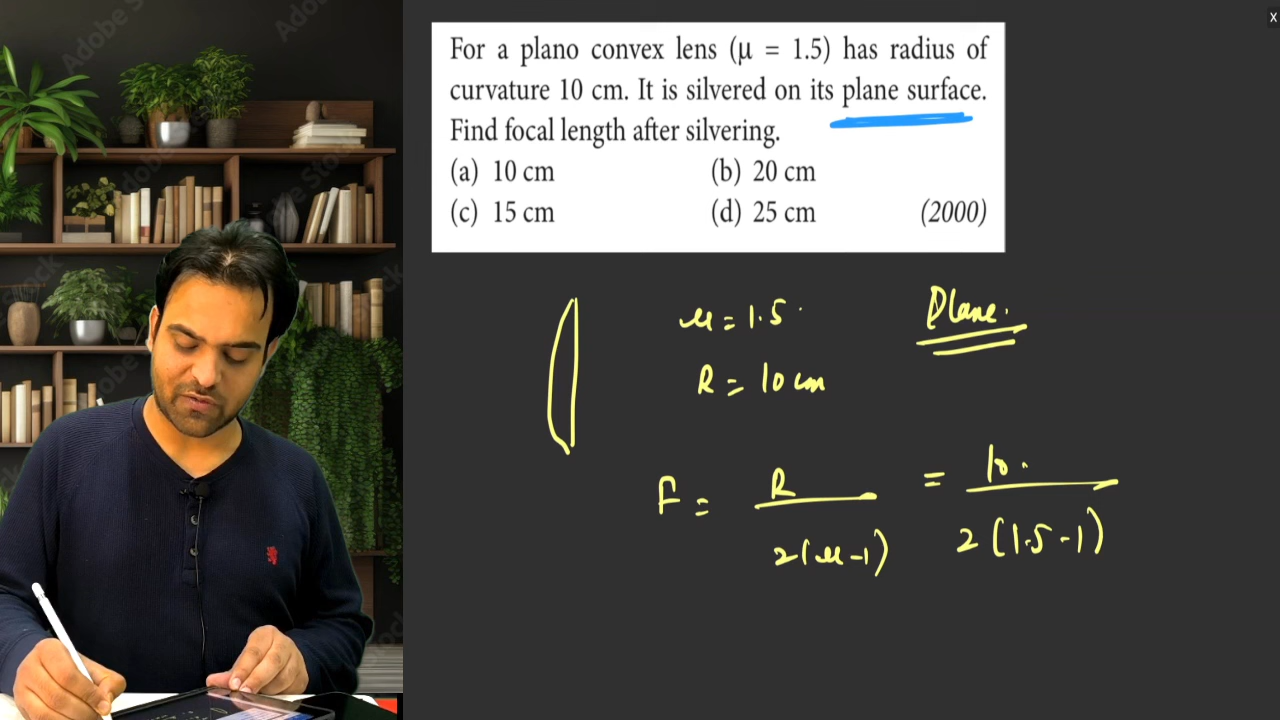 For a plano convex lens (μ = 1.5) has radius of
curvature 10 cm. It is silvered on its plane surface.
Find focal length after silvering.
(a) 10 cm (b) 20 cm
(c) 15 cm (d) 25 cm (2000)
μ = 1.5 Plane.
R = 10 cm
F = R / 2(μ-1) = 10 / 2(1.5-1)
Adobe Stock
X